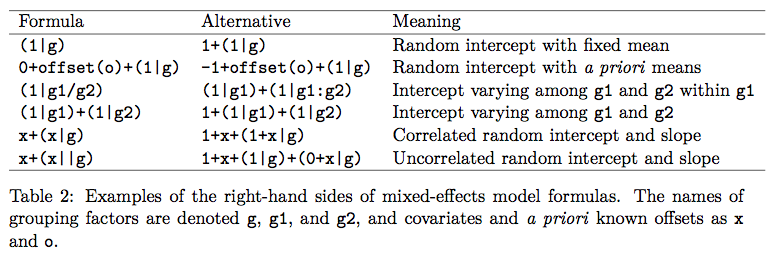 Formula Alternative Meaning
(1|g) 1+(1|g) Random intercept with fixed mean
0+offset(o)+(1|g) -1+offset(o)+(1|g) Random intercept with a priori means
(1|g1/g2) (1|g1)+(1|g1:g2) Intercept varying among g1 and g2 within g1
(1|g1)+(1|g2) 1+(1|g1)+(1|g2) Intercept varying among g1 and g2
x+(x|g) 1+x+(1+x|g) Correlated random intercept and slope
x+(x||g) 1+x+(1|g)+(0+x|g) Uncorrelated random intercept and slope
Table 2: Examples of the right-hand sides of mixed-effects model formulas. The names of
grouping factors are denoted g, g1, and g2, and covariates and a priori known offsets as x
and o.